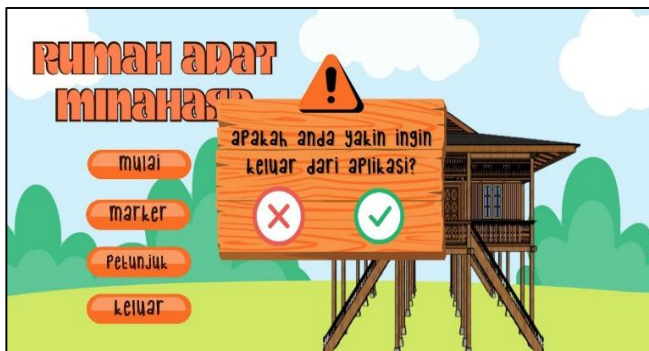 RUMAH ADAT
MINAHASA
apakah anda yakin ingin
keluar dari aplikasi?
mulai
marker
Petunjuk
keluar